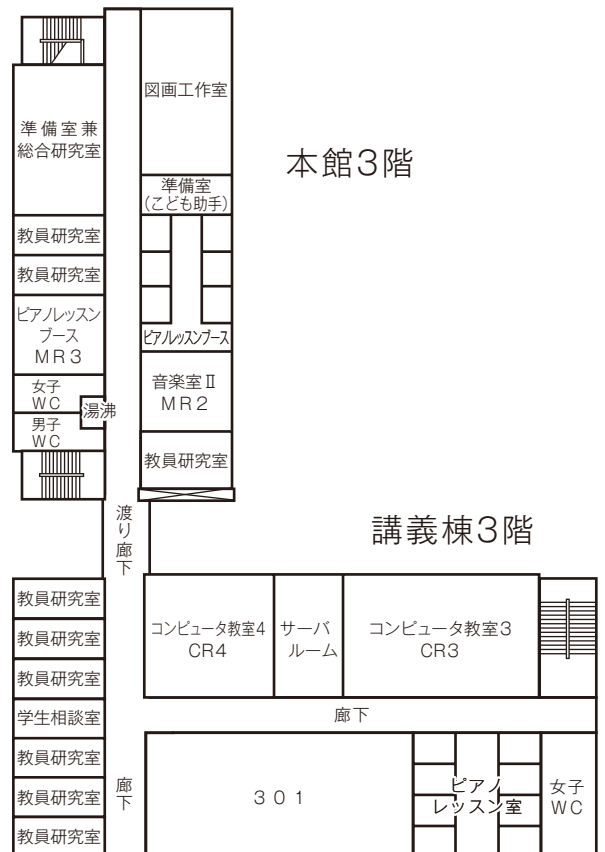 図画工作室
準備室兼
総合研究室
本館3階
準備室
(こども助手)
教員研究室
教員研究室
ピアノレッスン
ブース
MR3
ピアノレッスンブース
音楽室Ⅱ
MR2
女子
WC
湯沸
男子
WC
教員研究室
渡り廊下
講義棟3階
教員研究室
教員研究室
教員研究室
学生相談室
教員研究室
教員研究室
教員研究室
コンピュータ教室4
CR4
サーバ
ルーム
コンピュータ教室3
CR3
廊下
廊下
301
ピアノ
レッスン室
女子
WC